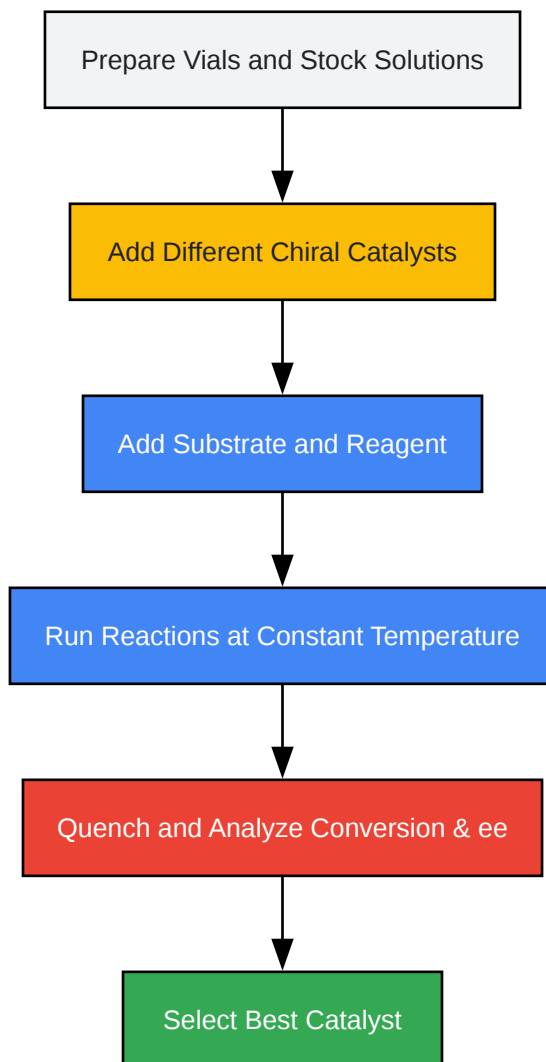 Prepare Vials and Stock Solutions
Add Different Chiral Catalysts
Add Substrate and Reagent
Run Reactions at Constant Temperature
Quench and Analyze Conversion & ee
Select Best Catalyst